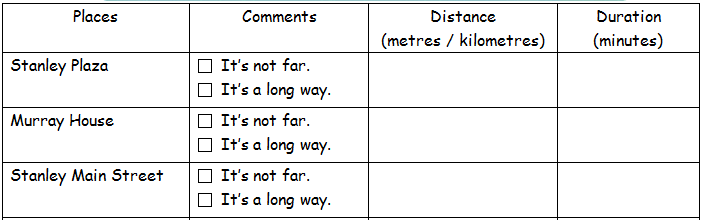 Places Comments Distance Duration
(metres / kilometres) (minutes)
Stanley Plaza It's not far.
It's a long way.
Murray House It's not far.
It's a long way.
Stanley Main Street It's not far.
It's a long way.